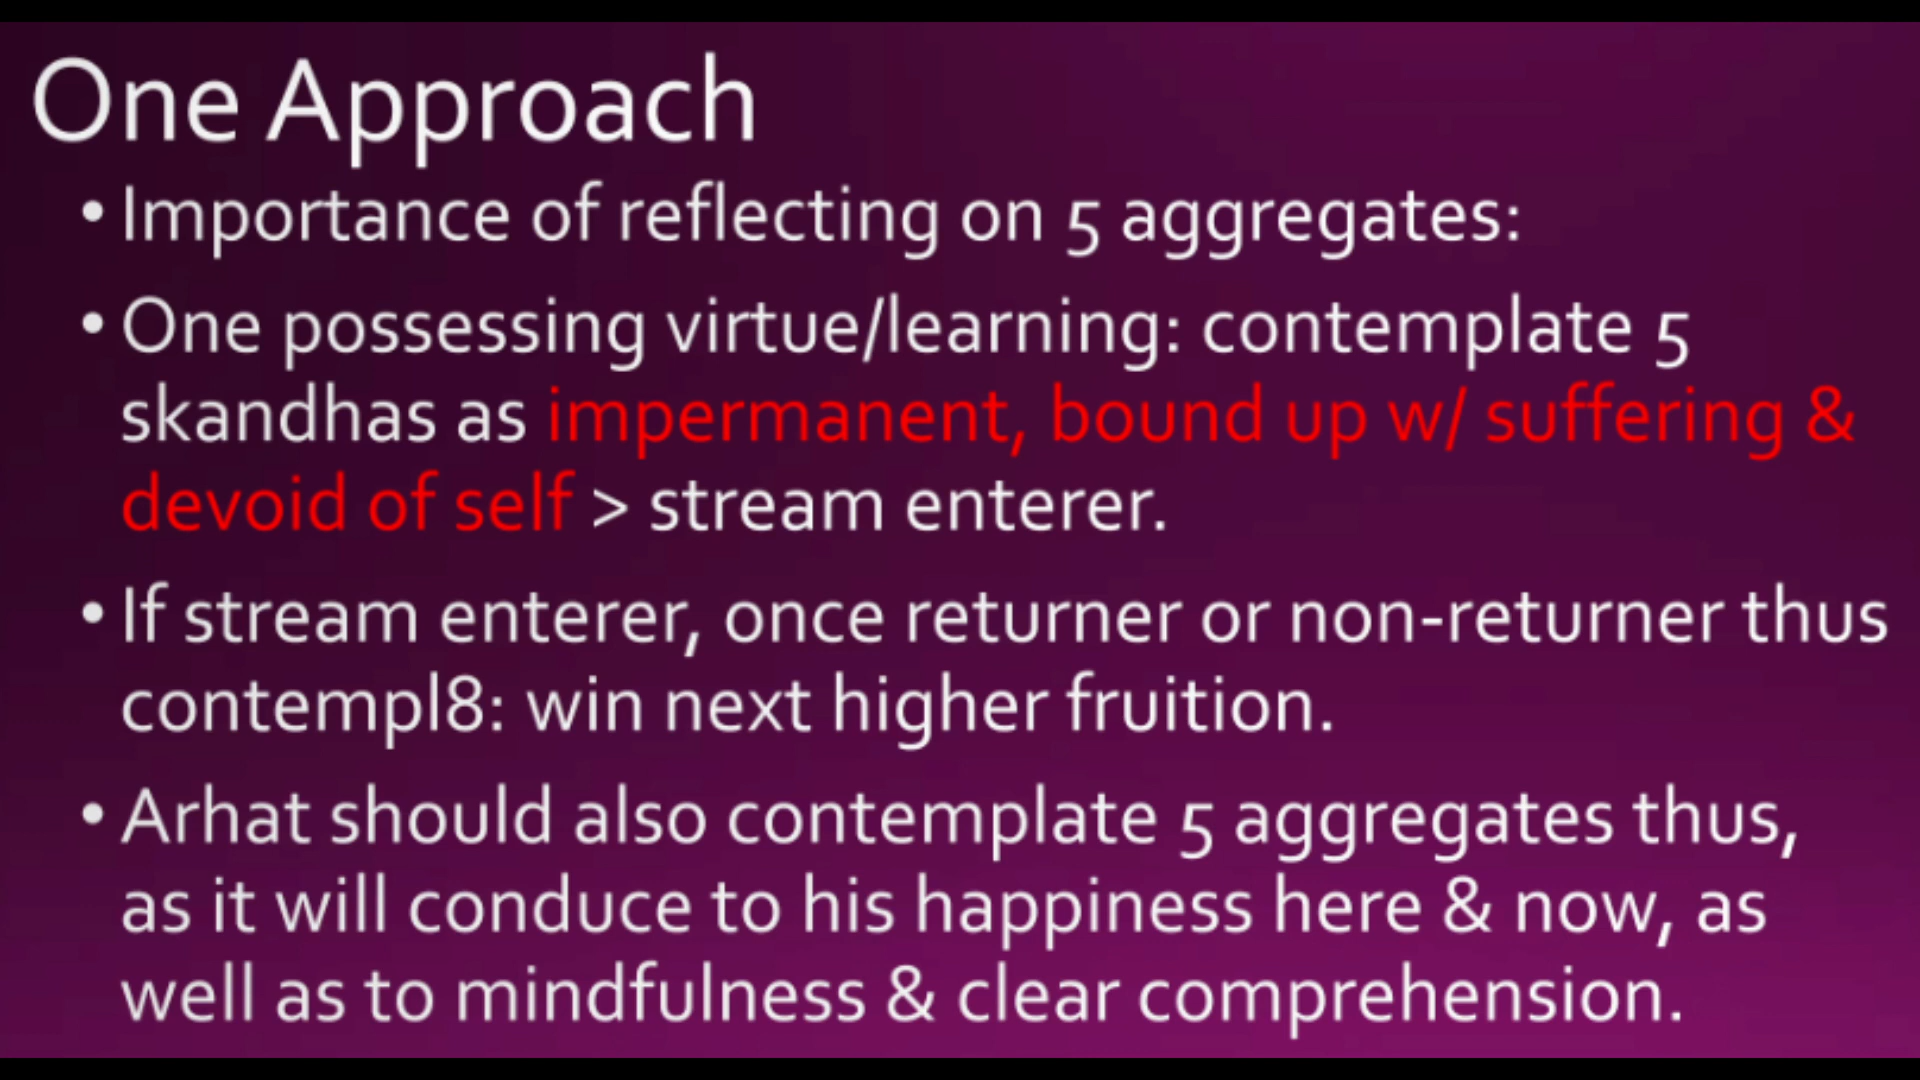 One Approach
• Importance of reflecting on 5 aggregates:
• One possessing virtue/learning: contemplate 5
skandhas as impermanent, bound up w/ suffering &
devoid of self > stream enterer.
• If stream enterer, once returner or non-returner thus
contempl8: win next higher fruition.
• Arhat should also contemplate 5 aggregates thus,
as it will conduce to his happiness here & now, as
well as to mindfulness & clear comprehension.